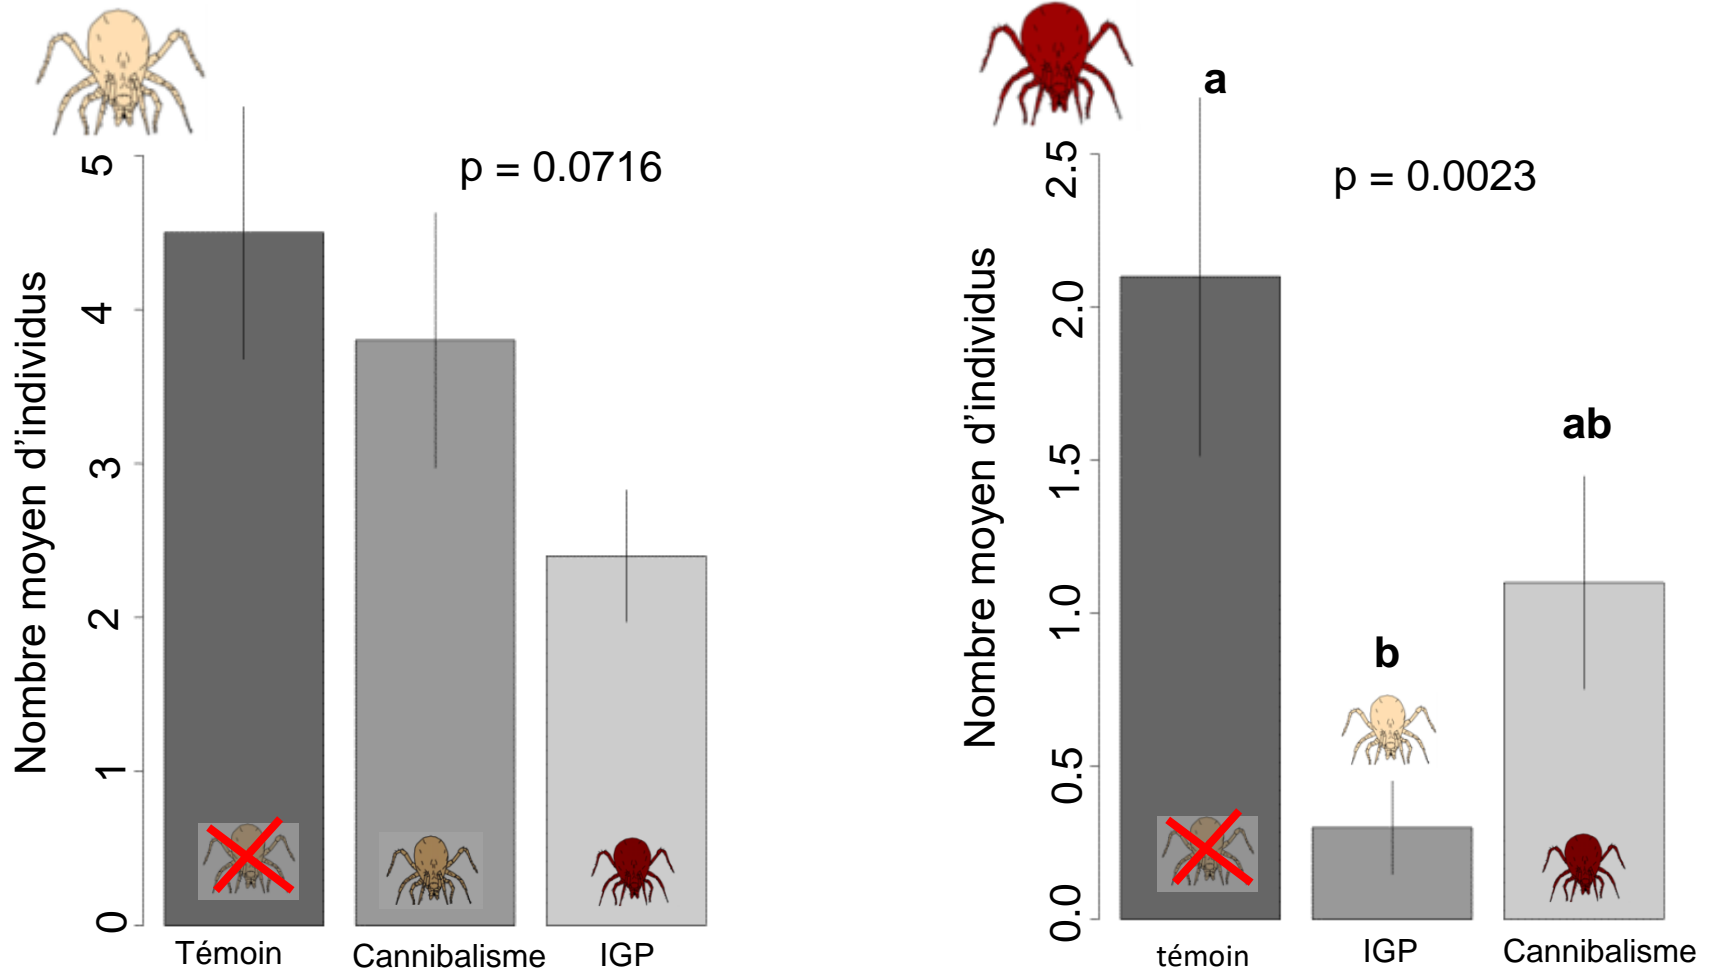 p = 0.0716
Nombre moyen d'individus
5
4
3
2
1
0
Témoin
Cannibalisme
IGP
a
p = 0.0023
Nombre moyen d'individus
2.5
2.0
1.5
1.0
0.5
0.0
ab
b
témoin
IGP
Cannibalisme